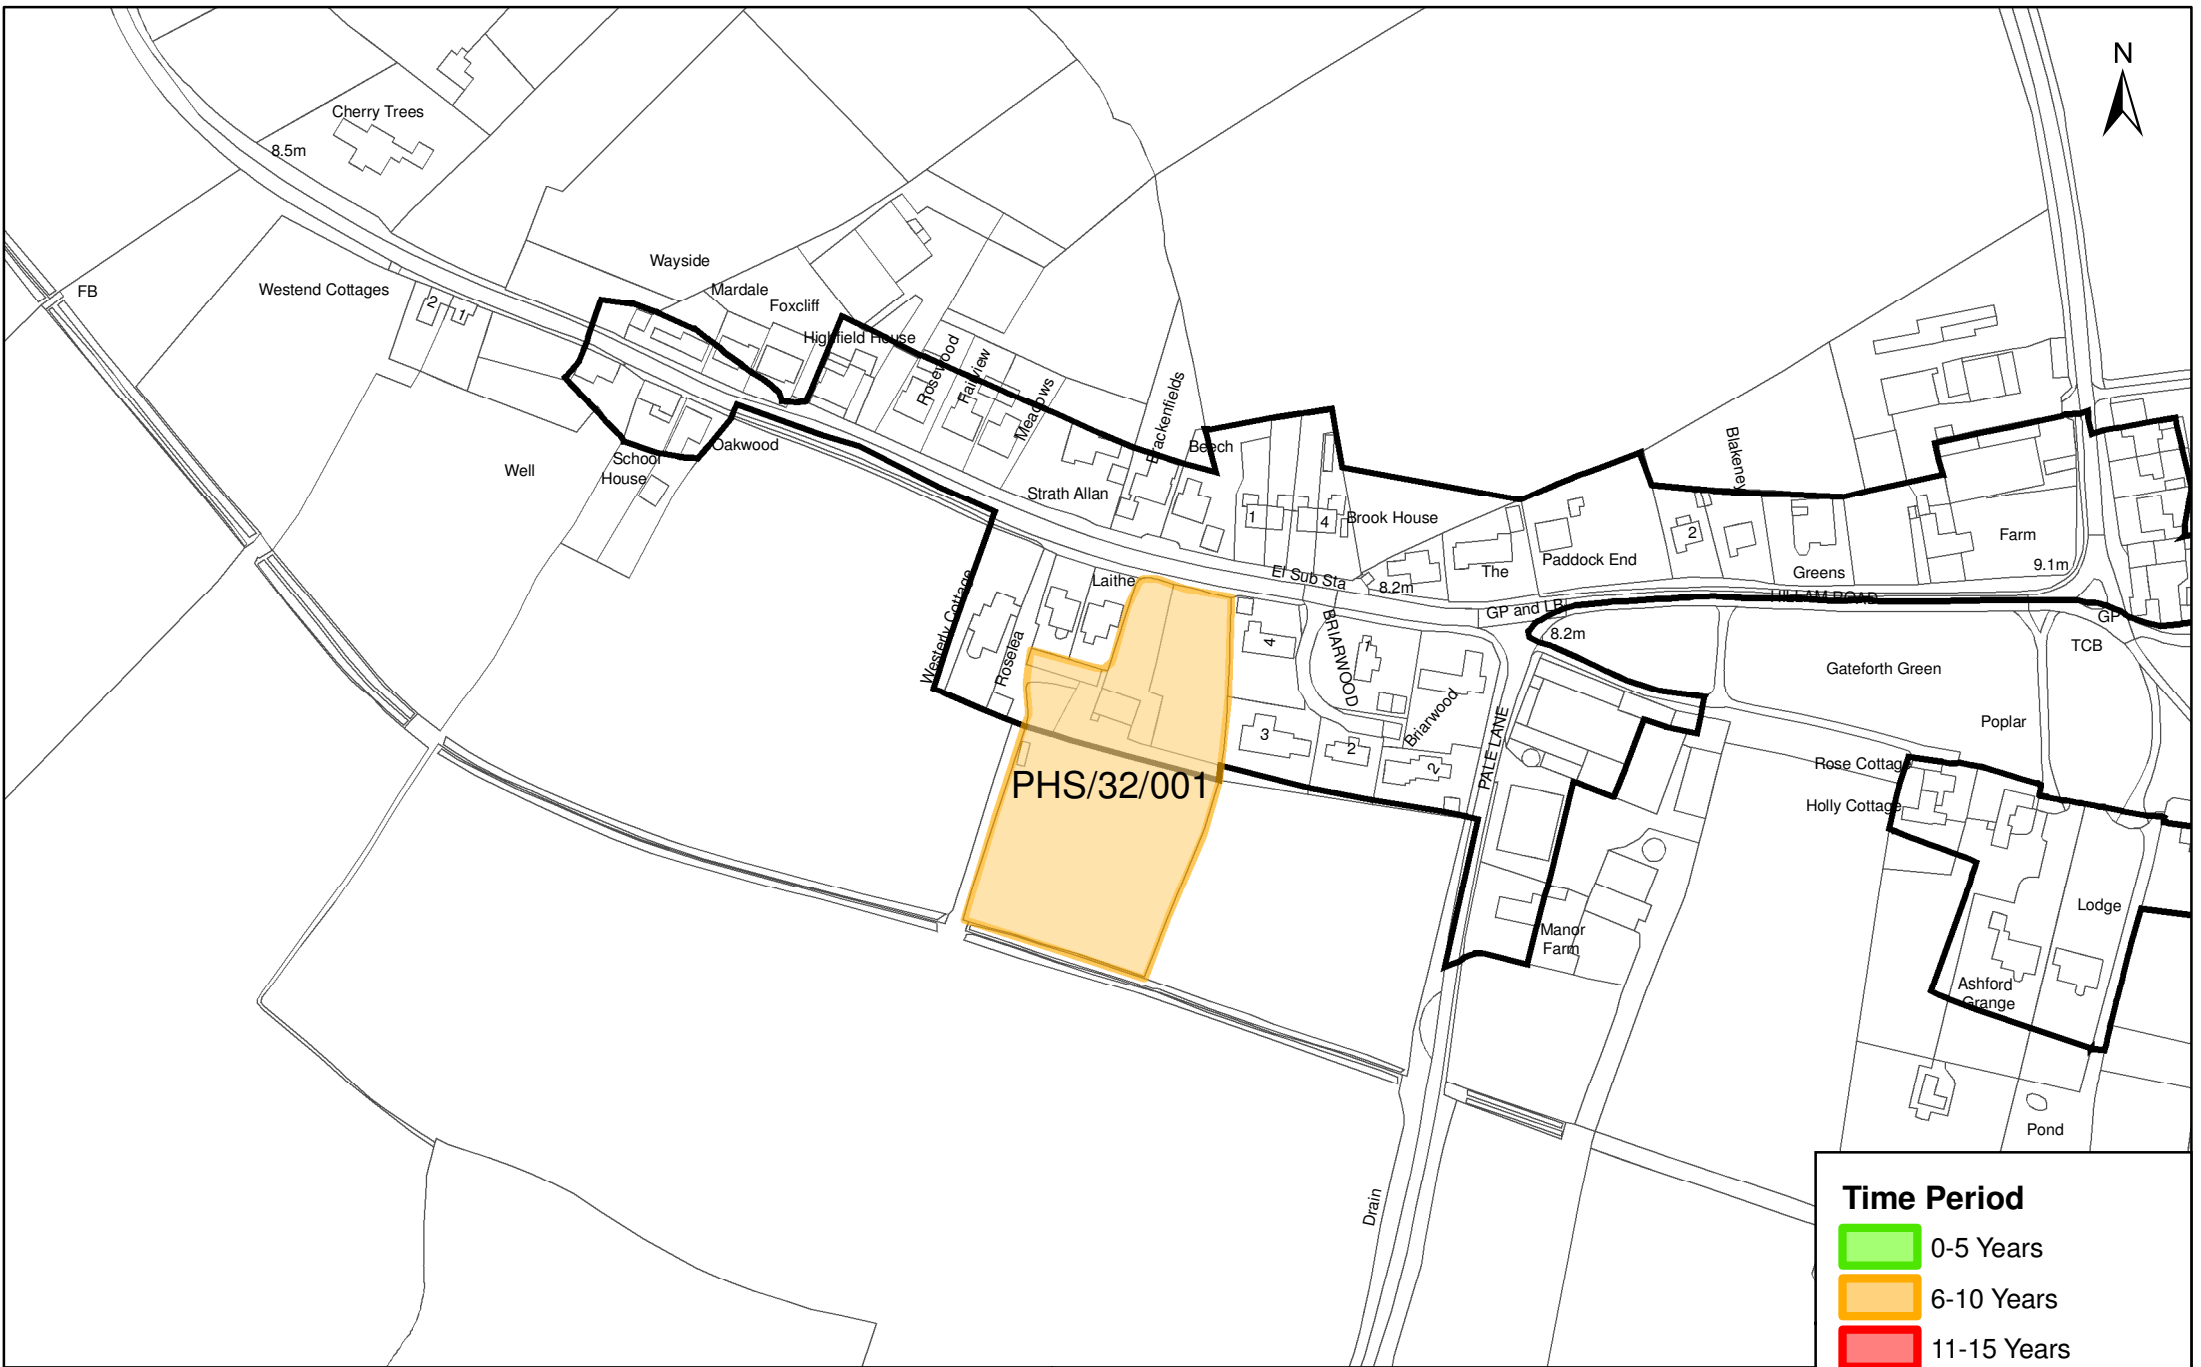 N
Cherry Trees
8.5m
Wayside
FB
Westend Cottages
2
1
Mardale
Foxcliff
Highfield House
Rosewood
Fairview
Meadows
Brackenfields
Beech
Blakeney
Oakwood
School
House
Well
Strath Allan
1
4
Brook House
2
Paddock End
The
Greens
Farm
9.1m
El Sub Sta
8.2m
Laithe
Westerly Cottage
Roselea
GP and LB
HILLAM ROAD
GP
8.2m
TCB
4
BRIARWOOD
1
Gateforth Green
Briarwood
Poplar
3
2
2
PALE LANE
Rose Cottage
PHS/32/001
Holly Cottage
Lodge
Manor
Farm
Ashford
Grange
Pond
Drain
Time Period
0-5 Years
6-10 Years
11-15 Years